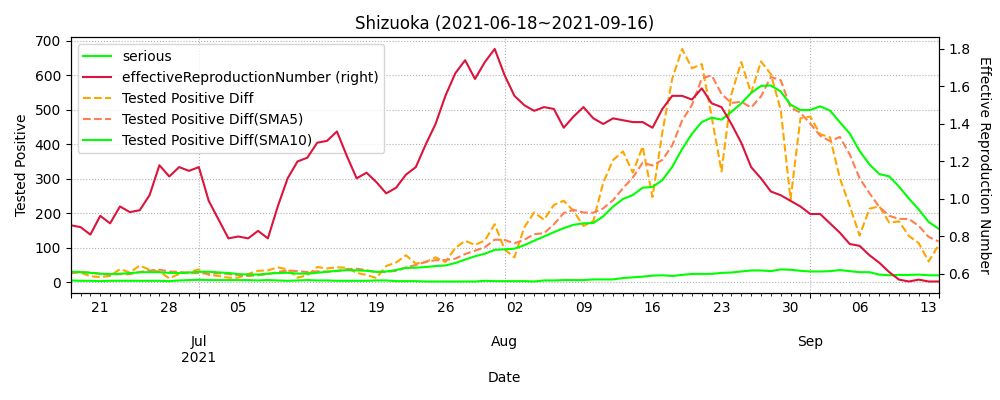 Shizuoka (2021-06-18~2021-09-16)
700
600
500
400
300
200
100
0
Tested Positive
serious
effectiveReproductionNumber (right)
Tested Positive Diff
Tested Positive Diff(SMA5)
Tested Positive Diff(SMA10)
1.8
1.6
1.4
1.2
1.0
0.8
0.6
Effective Reproduction Number
21 28 05 12 19 26 02 09 16 23 30 06 13
Jul Aug Sep
2021
Date